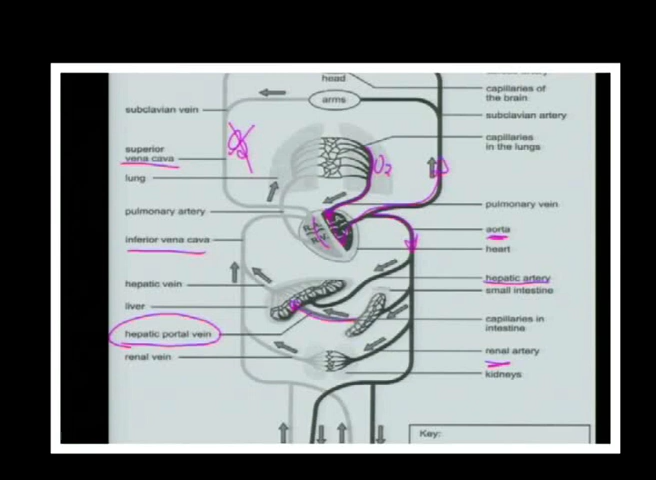 head
capillaries of
the brain
arms
subclavian vein
subclavian artery
superior
vena cava
capillaries
in the lungs
O2
lung
pulmonary artery
pulmonary vein
R.A.
R.V.
inferior vena cava
aorta
heart
hepatic vein
hepatic artery
small intestine
liver
capillaries in
intestine
hepatic portal vein
renal vein
renal artery
kidneys
Key: